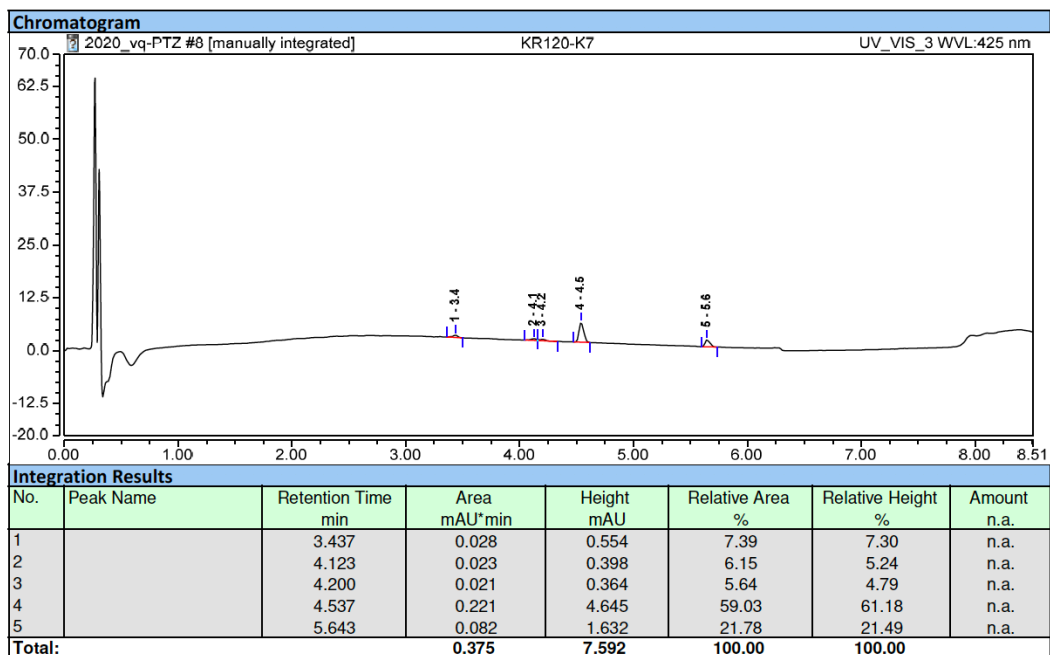 Chromatogram
2020_vq-PTZ #8 [manually integrated] KR120-K7 UV_VIS_3 WVL:425 nm
70.0
62.5
50.0
37.5
25.0
12.5
0.0
-12.5
-20.0
1 - 3.4
2 - 4.1
3 - 4.2
4 - 4.5
5 - 5.6
0.00 1.00 2.00 3.00 4.00 5.00 6.00 7.00 8.00 8.51
Integration Results
No. Peak Name Retention Time Area Height Relative Area Relative Height Amount
min mAU*min mAU % % n.a.
1 3.437 0.028 0.554 7.39 7.30 n.a.
2 4.123 0.023 0.398 6.15 5.24 n.a.
3 4.200 0.021 0.364 5.64 4.79 n.a.
4 4.537 0.221 4.645 59.03 61.18 n.a.
5 5.643 0.082 1.632 21.78 21.49 n.a.
Total: 0.375 7.592 100.00 100.00